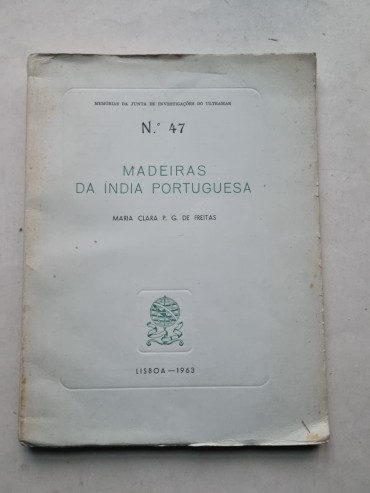 MEMÓRIAS DA JUNTA DE INVESTIGAÇÕES DO ULTRAMAR
N.º 47
MADEIRAS
DA ÍNDIA PORTUGUESA
MARIA CLARA P. G. DE FREITAS
LISBOA — 1963